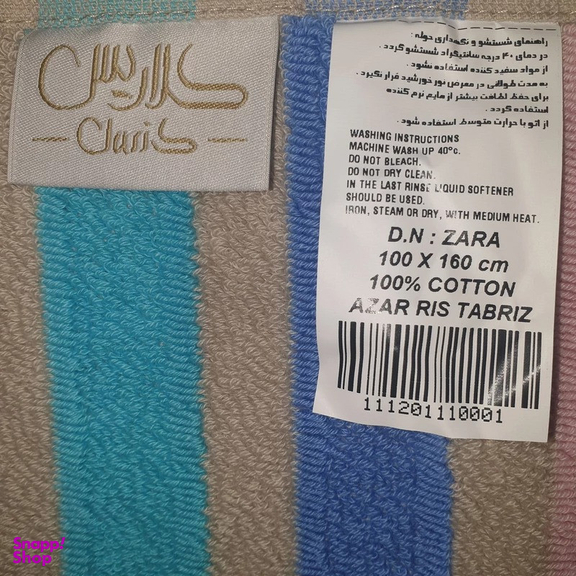 کلاریس
Claris
راهنمای شستشو و نگهداری حوله :
در دمای ۴۰ درجه سانتیگراد شستشو گردد .
از مواد سفید کننده استفاده نشود .
به مدت طولانی در معرض نور خورشید قرار نگیرد .
برای حفظ لطافت بیشتر از مایع نرم کننده
استفاده گردد .
از اتو با حرارت متوسط استفاده شود .
WASHING INSTRUCTIONS
MACHINE WASH UP 40°c.
DO NOT BLEACH.
DO NOT DRY CLEAN.
IN THE LAST RINSE LIQUID SOFTENER
SHOULD BE USED.
IRON, STEAM OR DRY, WITH MEDIUM HEAT.
D.N : ZARA
100 X 160 cm
100% COTTON
AZAR RIS TABRIZ
111201110001
Snapp!
Shop